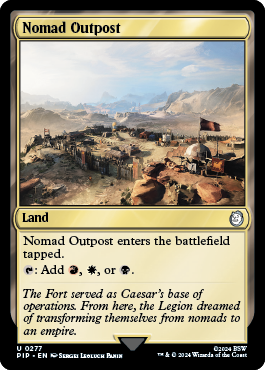 Nomad Outpost
Land
Nomad Outpost enters the battlefield
tapped.
: Add , , or .
The Fort served as Caesar's base of
operations. From here, the Legion dreamed
of transforming themselves from nomads to
an empire.
U 0277 ©2024 BSW
PIP • EN Sergei Leoluch Panin ™ & © 2024 Wizards of the Coast